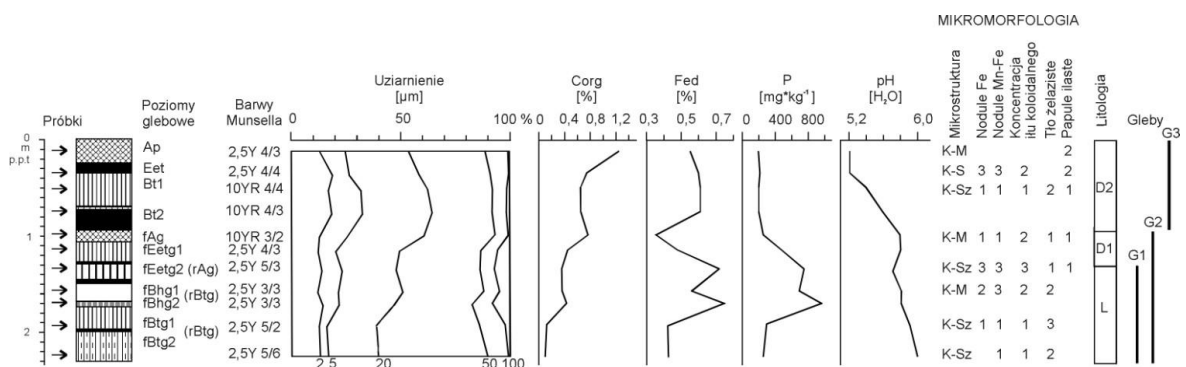 MIKROMORFOLOGIA
Próbki
Poziomy
glebowe
Barwy
Munsella
Uziarnienie
[µm]
Corg
[%]
Fed
[%]
P
[mg*kg⁻¹]
pH
[H₂O]
Mikrostruktura
Nodule Fe
Nodule Mn-Fe
Koncentracja
iłu koloidalnego
Tło żelaziste
Papule ilaste
Litologia
Gleby
0 50 100 %
0 0,4 0,8 1,2
0,3 0,5 0,7
0 400 800
5,2 6,0
0
m
p.p.t
1
2
Ap 2,5Y 4/3 K-M 2
Eet 2,5Y 4/4 K-S 3 3 2 2
Bt1 10YR 4/4 K-Sz 1 1 1 2 1
Bt2 10YR 4/3
fAg 10YR 3/2 K-M 1 1 2 1 1
fEetg1 2,5Y 4/3
fEetg2 (rAg) 2,5Y 5/3 K-Sz 3 3 3 1 1
fBhg1 2,5Y 3/3 K-M 2 3 2 2
(rBtg)
fBhg2 2,5Y 3/3
fBtg1 2,5Y 5/2 K-Sz 1 1 1 3
(rBtg)
fBtg2 2,5Y 5/6 K-Sz 1 1 2
2 5 20 50 100
D2
D1
L
G1
G2
G3